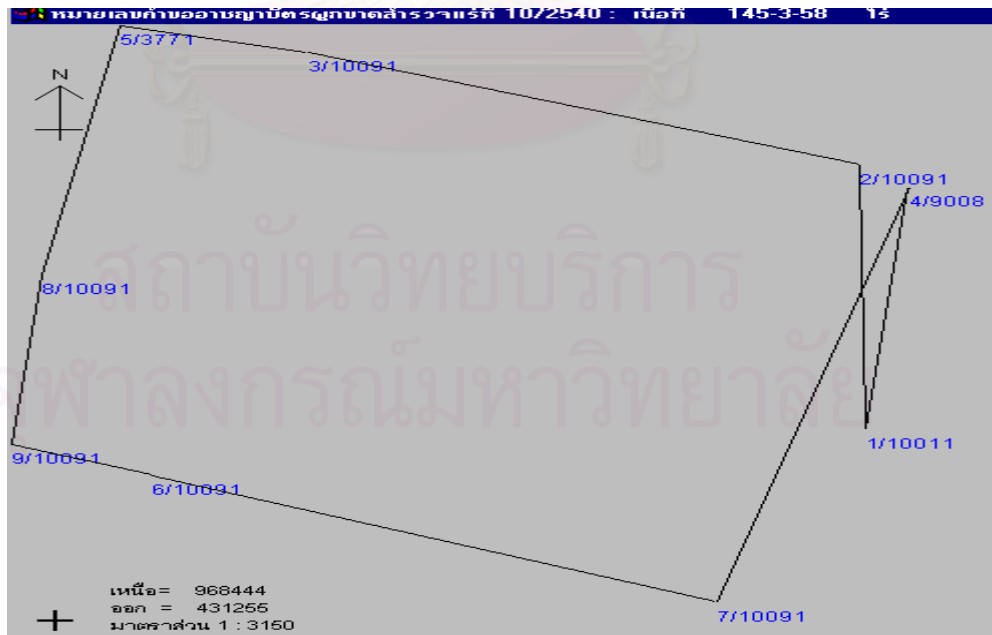 หมายเลขคำขออาชญาบัตรผูกขาดสำรวจแร่ที่ 10/2540 : เนื้อที่ 145-3-58 ไร่
5/3771
3/10091
N
2/10091
4/9008
สถาบันวิทยบริการ
8/10091
จุฬาลงกรณ์มหาวิทยาลัย
1/10011
9/10091
6/10091
เหนือ= 968444
ออก = 431255
มาตราส่วน 1 : 3150
7/10091